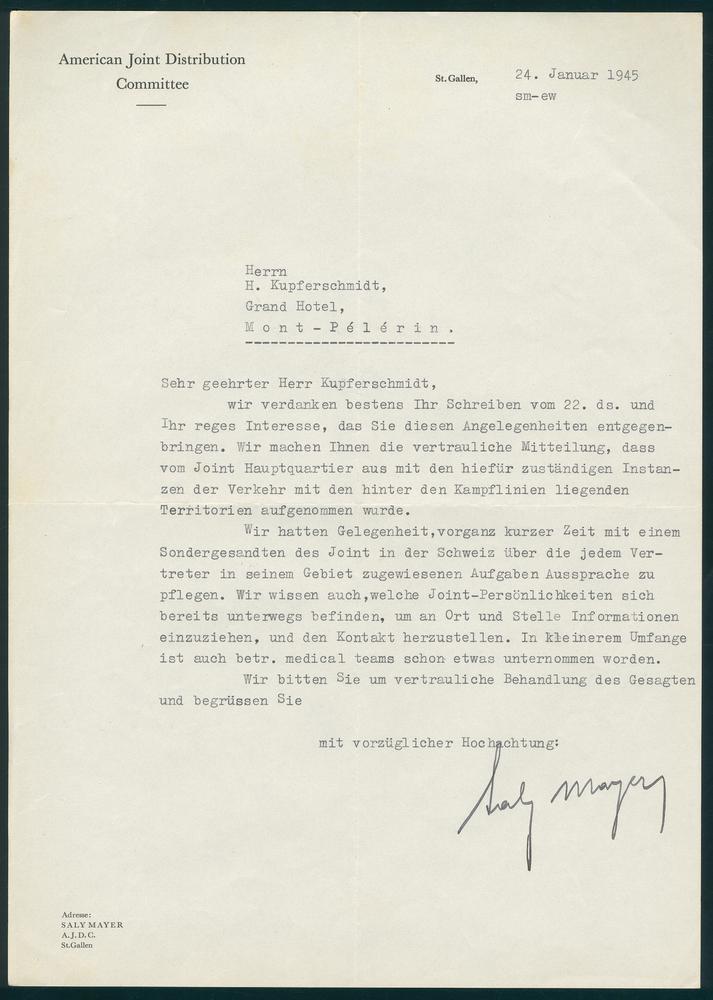 American Joint Distribution
Committee
St. Gallen, 24. Januar 1945
sm-ew
Herrn
H. Kupferschmidt,
Grand Hotel,
M o n t - P é l é r i n .
Sehr geehrter Herr Kupferschmidt,
wir verdanken bestens Ihr Schreiben vom 22. ds. und
Ihr reges Interesse, das Sie diesen Angelegenheiten entgegen-
bringen. Wir machen Ihnen die vertrauliche Mitteilung, dass
vom Joint Hauptquartier aus mit den hiefür zuständigen Instan-
zen der Verkehr mit den hinter den Kampflinien liegenden
Territorien aufgenommen wurde.
Wir hatten Gelegenheit,vorganz kurzer Zeit mit einem
Sondergesandten des Joint in der Schweiz über die jedem Ver-
treter in seinem Gebiet zugewiesenen Aufgaben Aussprache zu
pflegen. Wir wissen auch,welche Joint-Persönlichkeiten sich
bereits unterwegs befinden, um an Ort und Stelle Informationen
einzuziehen, und den Kontakt herzustellen. In kleinerem Umfange
ist auch betr. medical teams schon etwas unternommen worden.
Wir bitten Sie um vertrauliche Behandlung des Gesagten
und begrüssen Sie
mit vorzüglicher Hochachtung:
Saly Mayer
Adresse:
SALY MAYER
A. J. D. C.
St.Gallen